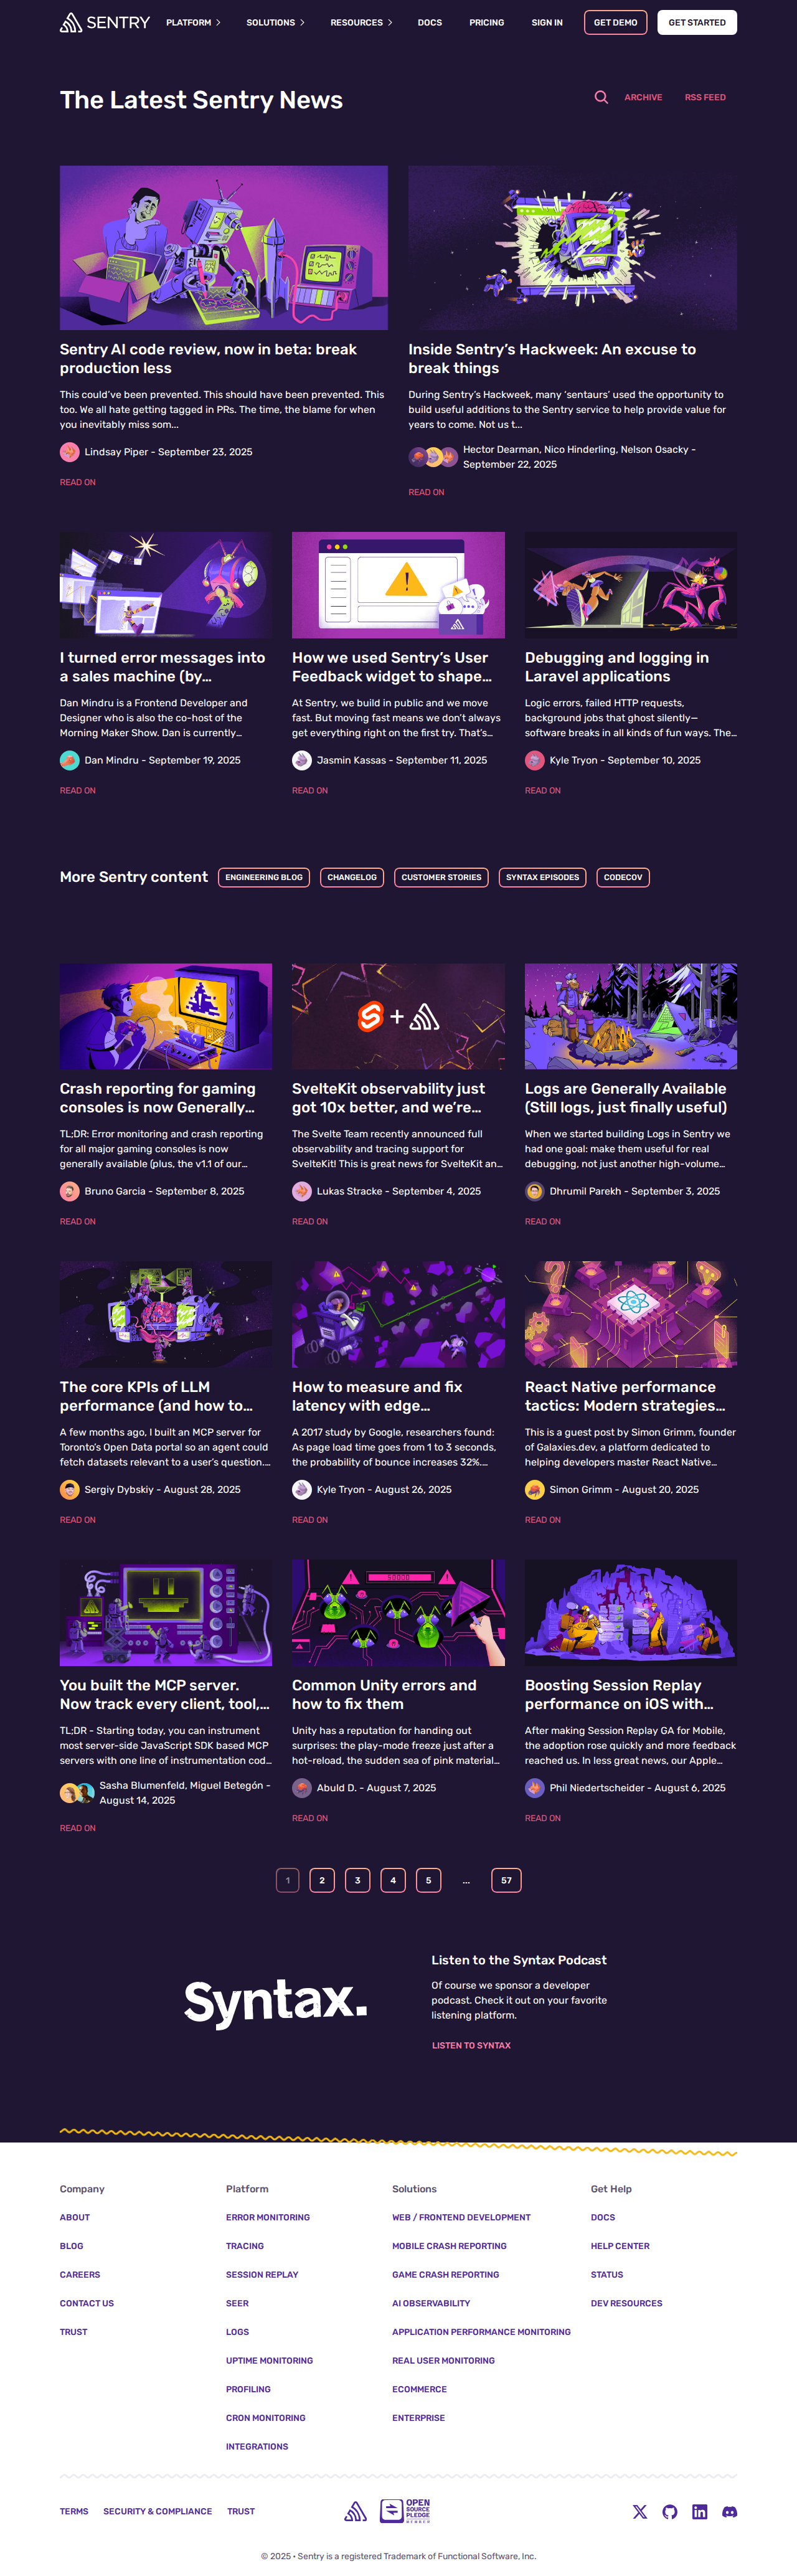 SENTRY
PLATFORM
SOLUTIONS
RESOURCES
DOCS
PRICING
SIGN IN
GET DEMO
GET STARTED
The Latest Sentry News
ARCHIVE
RSS FEED
Sentry AI code review, now in beta: break
production less
This could’ve been prevented. This should have been prevented. This
too. We all hate getting tagged in PRs. The time, the blame for when
you inevitably miss som...
Lindsay Piper - September 23, 2025
READ ON
Inside Sentry’s Hackweek: An excuse to
break things
During Sentry’s Hackweek, many ‘sentaurs’ used the opportunity to
build useful additions to the Sentry service to help provide value for
years to come. Not us t...
Hector Dearman, Nico Hinderling, Nelson Osacky -
September 22, 2025
READ ON
I turned error messages into
a sales machine (by...
Dan Mindru is a Frontend Developer and
Designer who is also the co-host of the
Morning Maker Show. Dan is currently...
Dan Mindru - September 19, 2025
READ ON
How we used Sentry’s User
Feedback widget to shape...
At Sentry, we build in public and we move
fast. But moving fast means we don’t always
get everything right on the first try. That’s...
Jasmin Kassas - September 11, 2025
READ ON
Debugging and logging in
Laravel applications
Logic errors, failed HTTP requests,
background jobs that ghost silently—
software breaks in all kinds of fun ways. The...
Kyle Tryon - September 10, 2025
READ ON
More Sentry content
ENGINEERING BLOG
CHANGELOG
CUSTOMER STORIES
SYNTAX EPISODES
CODECOV
Crash reporting for gaming
consoles is now Generally...
TL;DR: Error monitoring and crash reporting
for all major gaming consoles is now
generally available (plus, the v1.1 of our...
Bruno Garcia - September 8, 2025
READ ON
SvelteKit observability just
got 10x better, and we’re...
The Svelte Team recently announced full
observability and tracing support for
SvelteKit! This is great news for SvelteKit an...
Lukas Stracke - September 4, 2025
READ ON
Logs are Generally Available
(Still logs, just finally useful)
When we started building Logs in Sentry we
had one goal: make them useful for real
debugging, not just another high-volume...
Dhrumil Parekh - September 3, 2025
READ ON
The core KPIs of LLM
performance (and how to...
A few months ago, I built an MCP server for
Toronto’s Open Data portal so an agent could
fetch datasets relevant to a user’s question....
Sergiy Dybskiy - August 28, 2025
READ ON
How to measure and fix
latency with edge...
A 2017 study by Google, researchers found:
As page load time goes from 1 to 3 seconds,
the probability of bounce increases 32%....
Kyle Tryon - August 26, 2025
READ ON
React Native performance
tactics: Modern strategies...
This is a guest post by Simon Grimm, founder
of Galaxies.dev, a platform dedicated to
helping developers master React Native...
Simon Grimm - August 20, 2025
READ ON
You built the MCP server.
Now track every client, tool,...
TL;DR - Starting today, you can instrument
most server-side JavaScript SDK based MCP
servers with one line of instrumentation cod...
Sasha Blumenfeld, Miguel Betegón -
August 14, 2025
READ ON
Common Unity errors and
how to fix them
Unity has a reputation for handing out
surprises: the play-mode freeze just after a
hot-reload, the sudden sea of pink material...
Abuld D. - August 7, 2025
READ ON
Boosting Session Replay
performance on iOS with...
After making Session Replay GA for Mobile,
the adoption rose quickly and more feedback
reached us. In less great news, our Apple...
Phil Niedertscheider - August 6, 2025
READ ON
1 2 3 4 5 ... 57
Syntax.
Listen to the Syntax Podcast
Of course we sponsor a developer
podcast. Check it out on your favorite
listening platform.
LISTEN TO SYNTAX
Company
ABOUT
BLOG
CAREERS
CONTACT US
TRUST
Platform
ERROR MONITORING
TRACING
SESSION REPLAY
SEER
LOGS
UPTIME MONITORING
PROFILING
CRON MONITORING
INTEGRATIONS
Solutions
WEB / FRONTEND DEVELOPMENT
MOBILE CRASH REPORTING
GAME CRASH REPORTING
AI OBSERVABILITY
APPLICATION PERFORMANCE MONITORING
REAL USER MONITORING
ECOMMERCE
ENTERPRISE
Get Help
DOCS
HELP CENTER
STATUS
DEV RESOURCES
TERMS
SECURITY & COMPLIANCE
TRUST
OPEN
SOURCE
PLEDGE
MEMBER
© 2025 • Sentry is a registered Trademark of Functional Software, Inc.